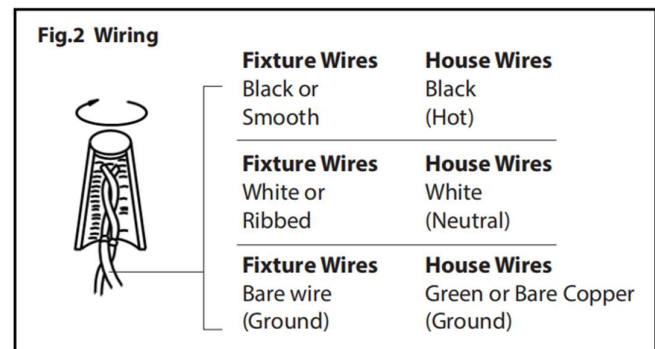 Fig.2 Wiring
Fixture Wires House Wires
Black or Black
Smooth (Hot)
Fixture Wires House Wires
White or White
Ribbed (Neutral)
Fixture Wires House Wires
Bare wire Green or Bare Copper
(Ground) (Ground)